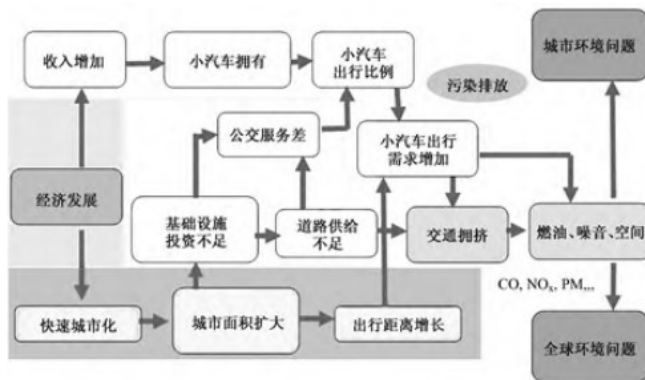 城市环境问题
收入增加
小汽车拥有
小汽车
出行比例
污染排放
公交服务差
小汽车出行
需求增加
经济发展
基础设施
投资不足
道路供给
不足
交通拥挤
燃油、噪音、空间
CO, NOx, PM,,,
快速城市化
城市面积扩大
出行距离增长
全球环境问题